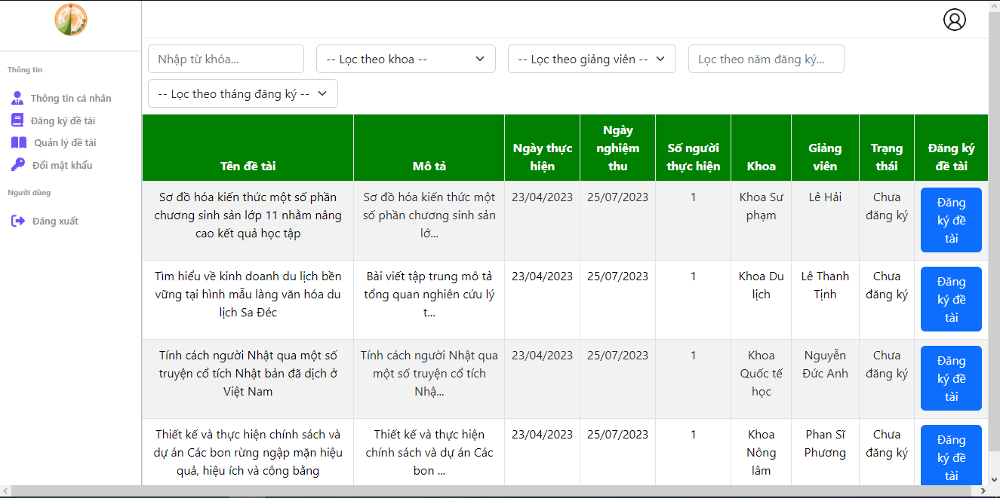 Thông tin
Thông tin cá nhân
Đăng ký đề tài
Quản lý đề tài
Đổi mật khẩu
Người dùng
Đăng xuất
Nhập từ khóa...
-- Lọc theo khoa --
-- Lọc theo giảng viên --
Lọc theo năm đăng ký...
-- Lọc theo tháng đăng ký --
Tên đề tài
Mô tả
Ngày thực
hiện
Ngày
nghiệm
thu
Số người
thực hiện
Khoa
Giảng
viên
Trạng
thái
Đăng ký
đề tài
Sơ đồ hóa kiến thức một số phần
chương sinh sản lớp 11 nhằm nâng
cao kết quả học tập
Sơ đồ hóa kiến thức một
số phần chương sinh sản
lớ...
23/04/2023
25/07/2023
1
Khoa Sư
phạm
Lê Hải
Chưa
đăng ký
Đăng
ký đề
tài
Tìm hiểu về kinh doanh du lịch bền
vững tại hình mẫu làng văn hóa du
lịch Sa Đéc
Bài viết tập trung mô tả
tổng quan nghiên cứu lý
t...
23/04/2023
25/07/2023
1
Khoa Du
lịch
Lê Thanh
Tịnh
Chưa
đăng ký
Đăng
ký đề
tài
Tính cách người Nhật qua một số
truyện cổ tích Nhật bản đã dịch ở
Việt Nam
Tính cách người Nhật qua
một số truyện cổ tích
Nhậ...
23/04/2023
25/07/2023
1
Khoa
Quốc tế
học
Nguyễn
Đức Anh
Chưa
đăng ký
Đăng
ký đề
tài
Thiết kế và thực hiện chính sách và
dự án Các bon rừng ngập mặn hiệu
quả, hiệu ích và công bằng
Thiết kế và thực hiện
chính sách và dự án Các
bon ...
23/04/2023
25/07/2023
1
Khoa
Nông
lâm
Phan Sĩ
Phương
Chưa
đăng ký
Đăng
ký đề
tài